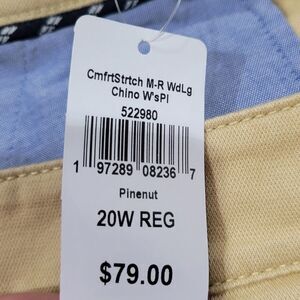 CmfrtStrtch M-R WdLg
Chino W'sPl
522980
1 97289 08236 7
Pinenut
20W REG
$79.00